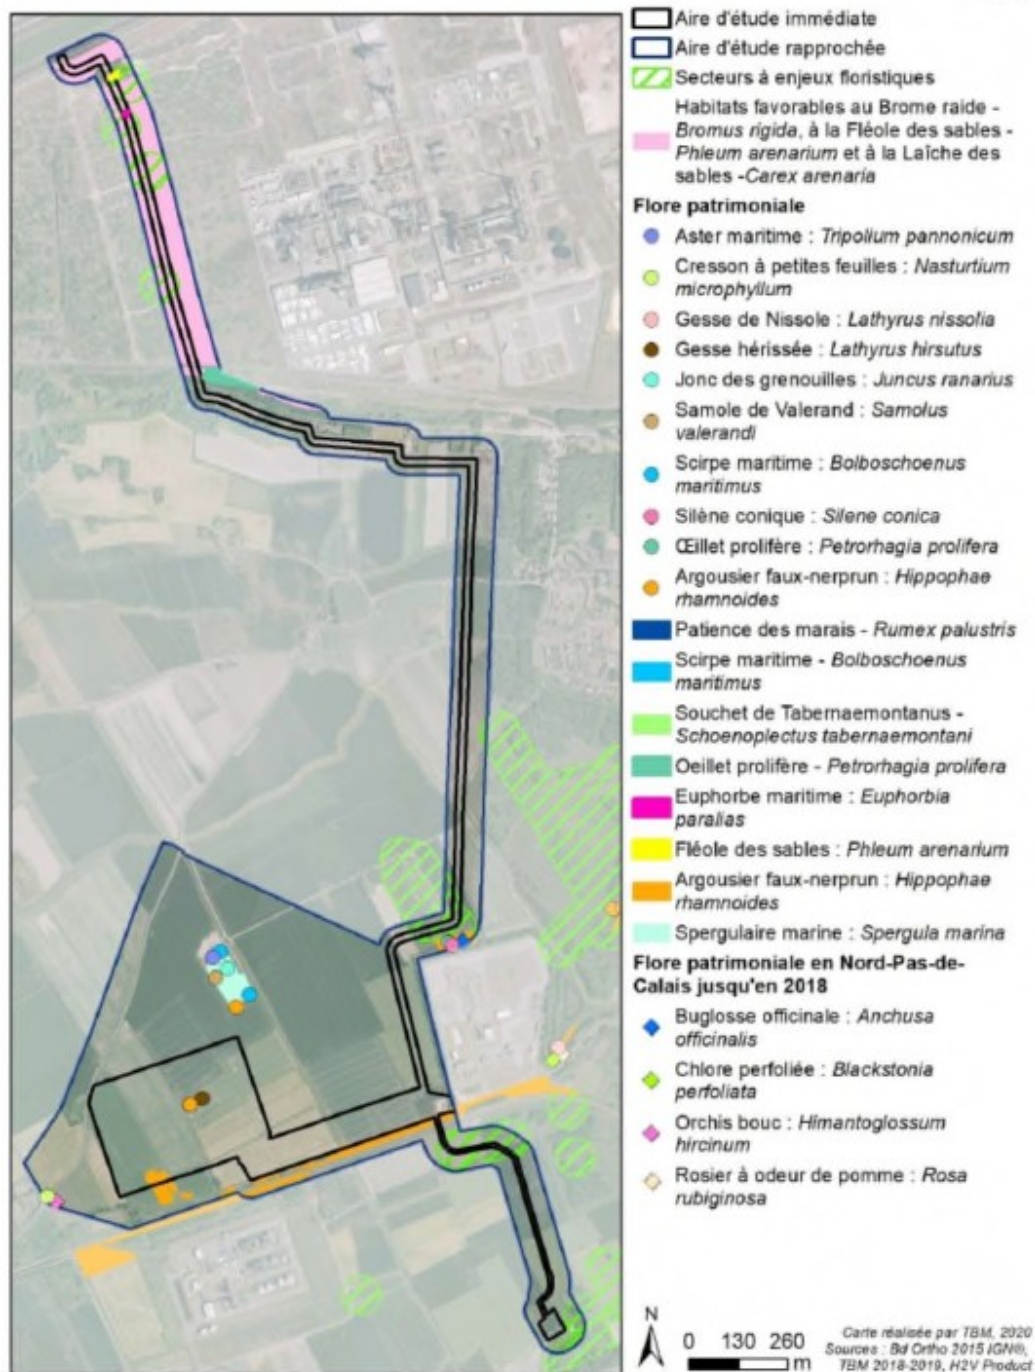 Aire d'étude immédiate
Aire d'étude rapprochée
Secteurs à enjeux floristiques
Habitats favorables au Brome raide -
Bromus rigida, à la Fléole des sables -
Phleum arenarium et à la Laîche des
sables -Carex arenaria
Flore patrimoniale
Aster maritime : Tripolium pannonicum
Cresson à petites feuilles : Nasturtium
microphyllum
Gesse de Nissole : Lathyrus nissolia
Gesse hérissée : Lathyrus hirsutus
Jonc des grenouilles : Juncus ranarius
Samole de Valerand : Samolus
valerandi
Scirpe maritime : Bolboschoenus
maritimus
Silène conique : Silene conica
Œillet prolifère : Petrorhagia prolifera
Argousier faux-nerprun : Hippophae
rhamnoides
Patience des marais - Rumex palustris
Scirpe maritime - Bolboschoenus
maritimus
Souchet de Tabernaemontanus -
Schoenoplectus tabernaemontani
Oeillet prolifère - Petrorhagia prolifera
Euphorbe maritime : Euphorbia
paralias
Fléole des sables : Phleum arenarium
Argousier faux-nerprun : Hippophae
rhamnoides
Spergulaire marine : Spergula marina
Flore patrimoniale en Nord-Pas-de-
Calais jusqu'en 2018
Buglosse officinale : Anchusa
officinalis
Chlore perfoliée : Blackstonia
perfoliata
Orchis bouc : Himantoglossum
hircinum
Rosier à odeur de pomme : Rosa
rubiginosa
N
0 130 260
m
Carte réalisée par TBM, 2020
Sources : Bd Ortho 2015 IGN®,
TBM 2018-2019, H2V Product